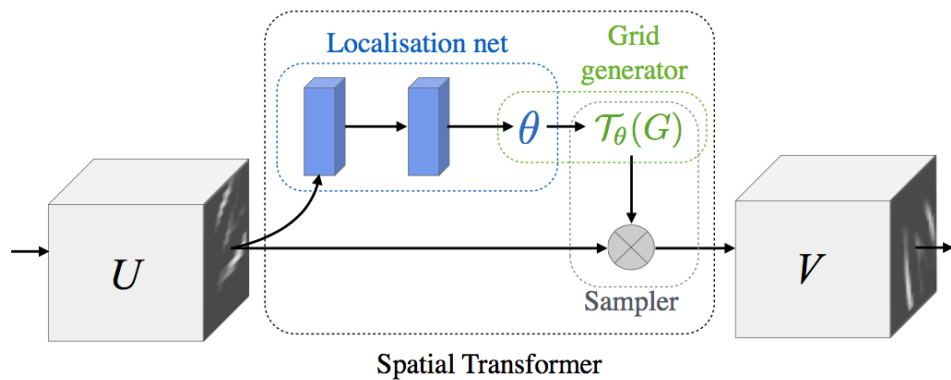 Localisation net
Grid
generator
θ
𝒯θ(G)
U
V
Sampler
Spatial Transformer